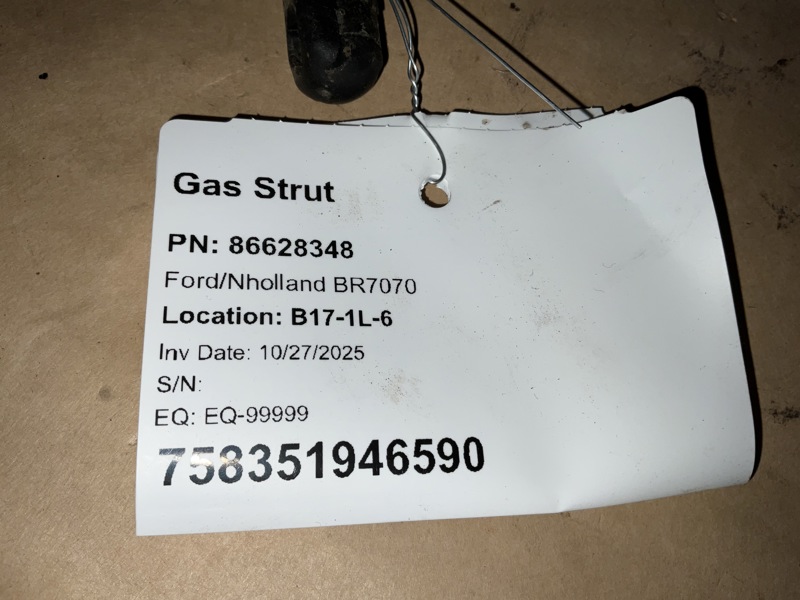 Gas Strut
PN: 86628348
Ford/Nholland BR7070
Location: B17-1L-6
Inv Date: 10/27/2025
S/N:
EQ: EQ-99999
758351946590